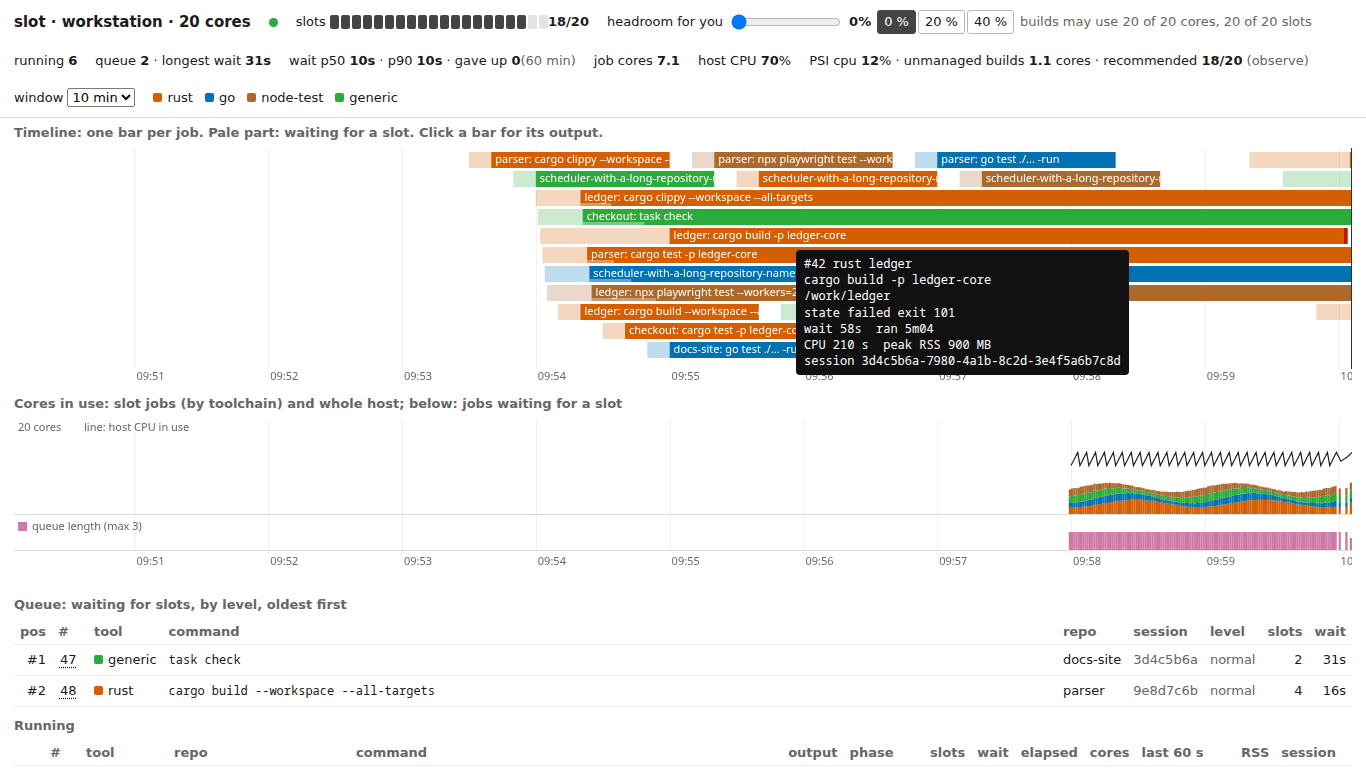 slot · workstation · 20 cores slots 18/20 headroom for you 0% 0 % 20 % 40 % builds may use 20 of 20 cores, 20 of 20 slots
running 6 queue 2 · longest wait 31s wait p50 10s · p90 10s · gave up 0(60 min) job cores 7.1 host CPU 70% PSI cpu 12% · unmanaged builds 1.1 cores · recommended 18/20 (observe)
window 10 min rust go node-test generic
Timeline: one bar per job. Pale part: waiting for a slot. Click a bar for its output.
parser: cargo clippy --workspace - parser: npx playwright test --work parser: go test ./... -run
scheduler-with-a-long-repository- scheduler-with-a-long-repository- scheduler-with-a-long-repository-
ledger: cargo clippy --workspace --all-targets
checkout: task check
ledger: cargo build -p ledger-core
parser: cargo test -p ledger-core
scheduler-with-a-long-repository-name
ledger: npx playwright test --workers=2
ledger: cargo build --workspace --
checkout: cargo test -p ledger-co
docs-site: go test ./... -ru
#42 rust ledger
cargo build -p ledger-core
/work/ledger
state failed exit 101
wait 58s ran 5m04
CPU 210 s peak RSS 900 MB
session 3d4c5b6a-7980-4a1b-8c2d-3e4f5a6b7c8d
09:51 09:52 09:53 09:54 09:55 09:56 09:57 09:58 09:59 10
Cores in use: slot jobs (by toolchain) and whole host; below: jobs waiting for a slot
20 cores line: host CPU in use
queue length (max 3)
09:51 09:52 09:53 09:54 09:55 09:56 09:57 09:58 09:59 10
Queue: waiting for slots, by level, oldest first
pos # tool command repo session level slots wait
#1 47 generic task check docs-site 3d4c5b6a normal 2 31s
#2 48 rust cargo build --workspace --all-targets parser 9e8d7c6b normal 4 16s
Running
# tool repo command output phase slots wait elapsed cores last 60 s RSS session